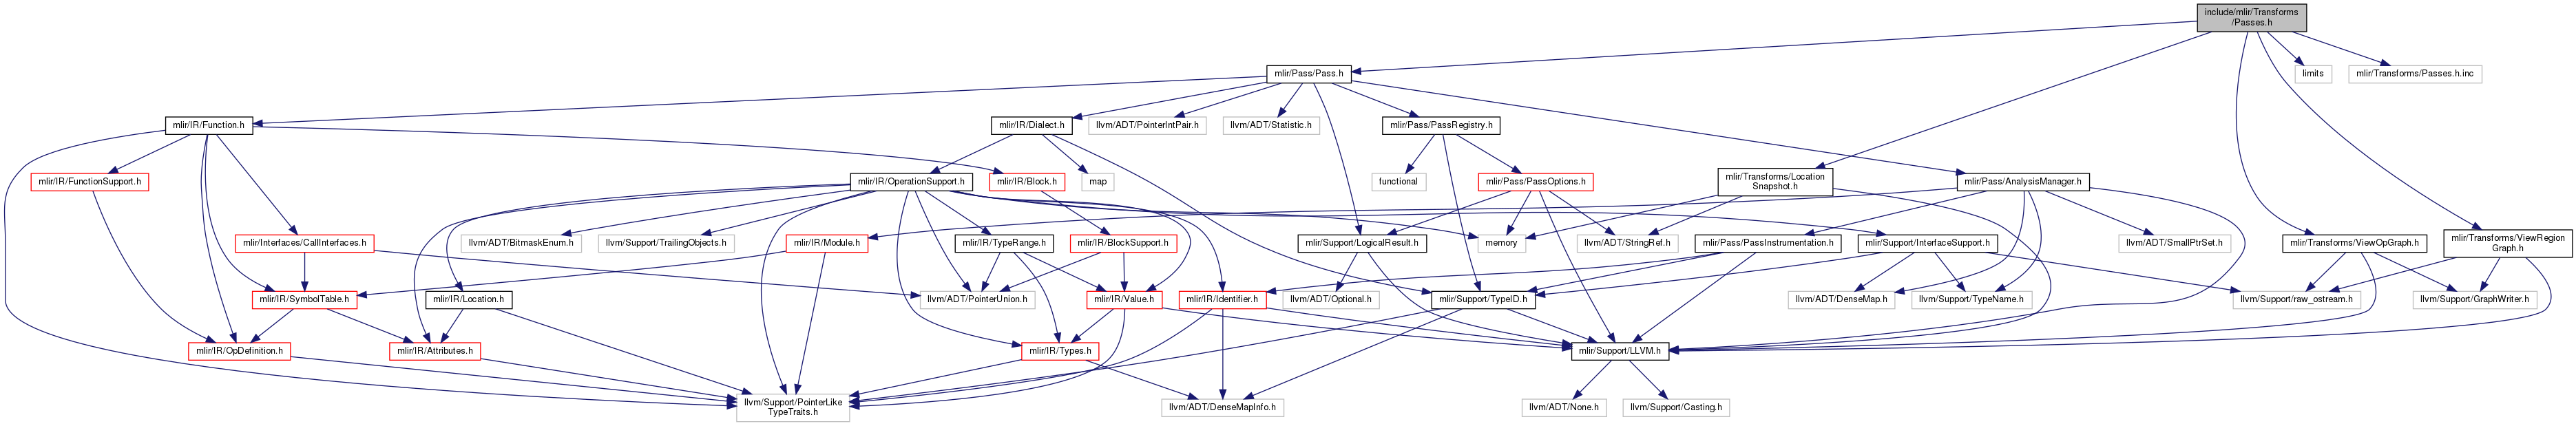 include/mlir/Transforms
/Passes.h
mlir/Pass/Pass.h
limits
mlir/Transforms/Passes.h.inc
mlir/IR/Function.h
mlir/IR/Dialect.h
llvm/ADT/PointerIntPair.h
llvm/ADT/Statistic.h
mlir/Pass/PassRegistry.h
mlir/IR/FunctionSupport.h
mlir/IR/OperationSupport.h
mlir/IR/Block.h
map
functional
mlir/Pass/PassOptions.h
mlir/Transforms/Location
Snapshot.h
mlir/Pass/AnalysisManager.h
mlir/Interfaces/CallInterfaces.h
llvm/ADT/BitmaskEnum.h
llvm/Support/TrailingObjects.h
mlir/IR/Module.h
mlir/IR/TypeRange.h
mlir/IR/BlockSupport.h
memory
mlir/Support/LogicalResult.h
llvm/ADT/StringRef.h
mlir/Pass/PassInstrumentation.h
mlir/Support/InterfaceSupport.h
llvm/ADT/SmallPtrSet.h
mlir/Transforms/ViewOpGraph.h
mlir/Transforms/ViewRegion
Graph.h
mlir/IR/SymbolTable.h
mlir/IR/Location.h
llvm/ADT/PointerUnion.h
mlir/IR/Value.h
mlir/IR/Identifier.h
llvm/ADT/Optional.h
mlir/Support/TypeID.h
llvm/ADT/DenseMap.h
llvm/Support/TypeName.h
llvm/Support/raw_ostream.h
llvm/Support/GraphWriter.h
mlir/IR/OpDefinition.h
mlir/IR/Attributes.h
mlir/IR/Types.h
mlir/Support/LLVM.h
llvm/Support/PointerLike
TypeTraits.h
llvm/ADT/DenseMapInfo.h
llvm/ADT/None.h
llvm/Support/Casting.h